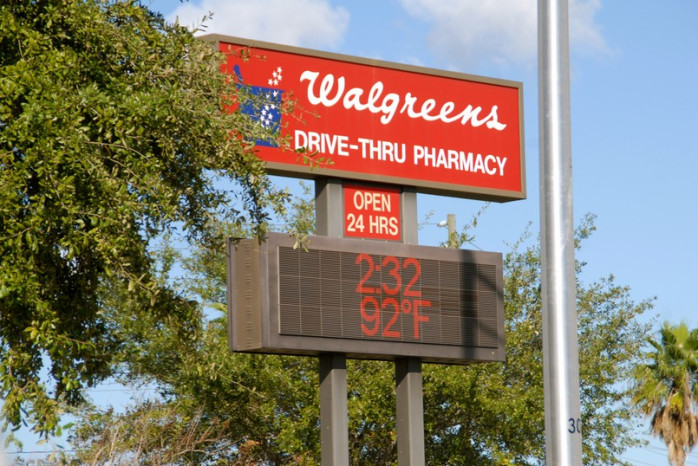 Walgreens
DRIVE-THRU PHARMACY
OPEN
24 HRS
2:32
92°F